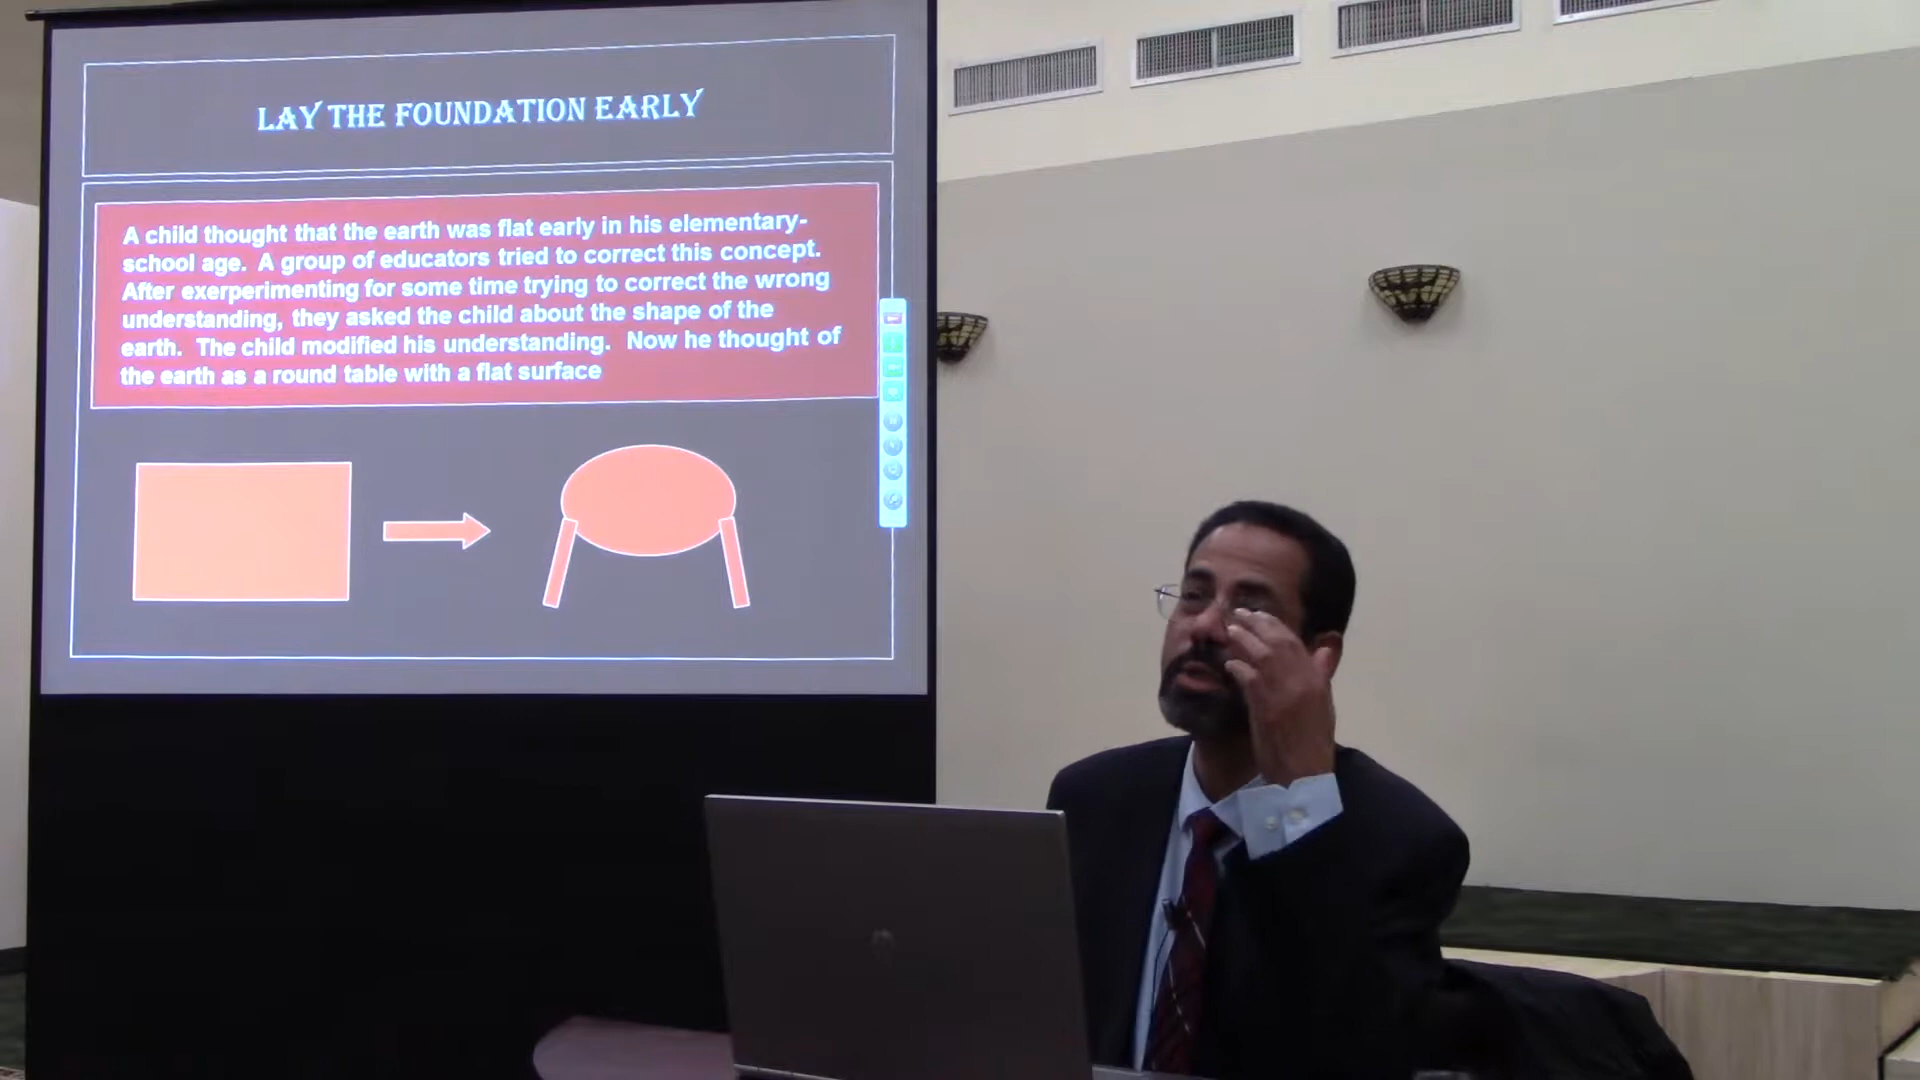 LAY THE FOUNDATION EARLY
A child thought that the earth was flat early in his elementary-
school age.  A group of educators tried to correct this concept.
After exerperimenting for some time trying to correct the wrong
understanding, they asked the child about the shape of the
earth.  The child modified his understanding.  Now he thought of
the earth as a round table with a flat surface